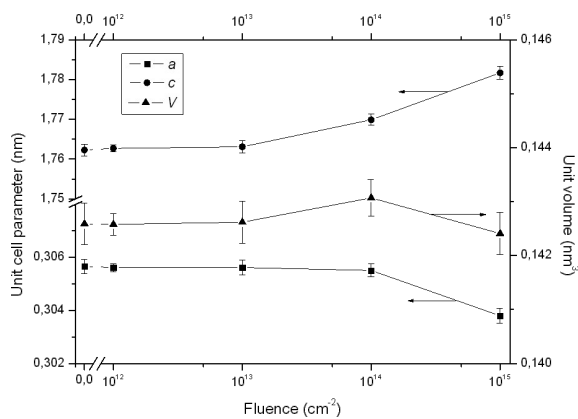 0,0 10¹² 10¹³ 10¹⁴ 10¹⁵
1,79
1,78
1,77
1,76
1,75
0,306
0,304
0,302
Unit cell parameter (nm)
a
c
V
0,146
0,144
0,142
0,140
Unit volume (nm³)
0,0 10¹² 10¹³ 10¹⁴ 10¹⁵
Fluence (cm⁻²)